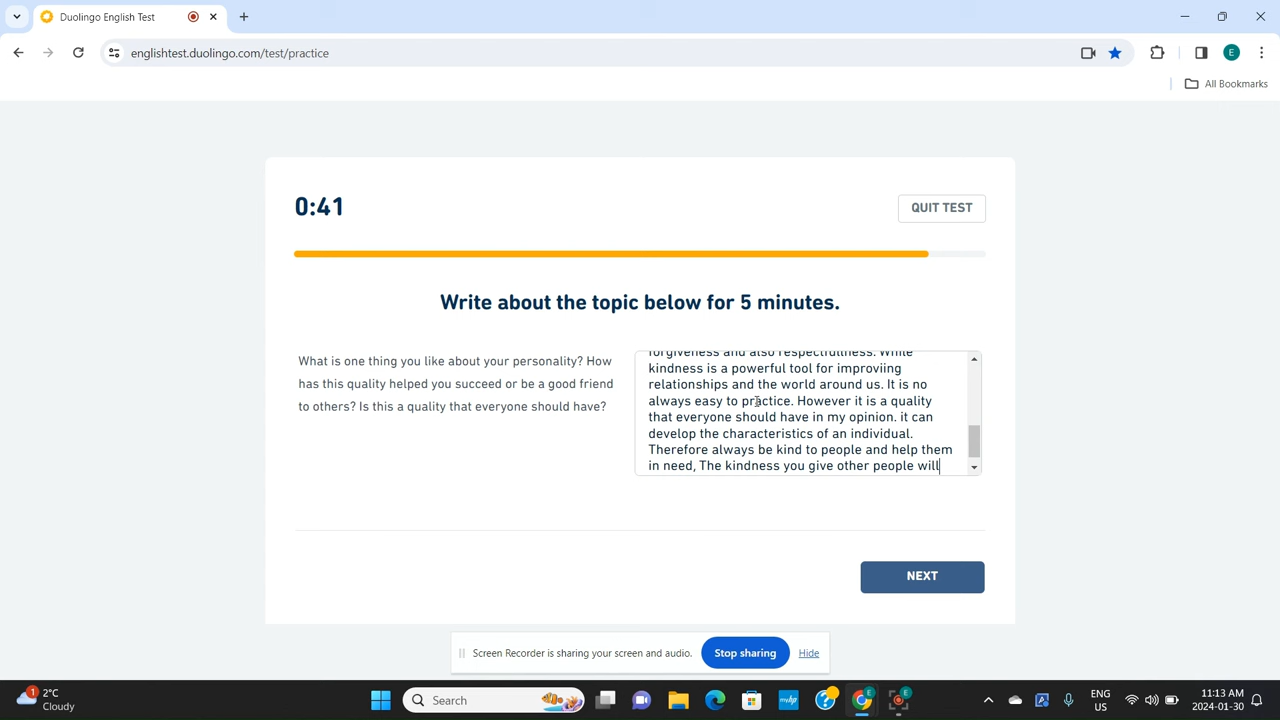 Duolingo English Test
englishtest.duolingo.com/test/practice
E
All Bookmarks
0:41
QUIT TEST
Write about the topic below for 5 minutes.
What is one thing you like about your personality? How
has this quality helped you succeed or be a good friend
to others? Is this a quality that everyone should have?
forgiveness and also respectfullness. While
kindness is a powerful tool for improviing
relationships and the world around us. It is no
always easy to practice. However it is a quality
that everyone should have in my opinion. it can
develop the characteristics of an individual.
Therefore always be kind to people and help them
in need, The kindness you give other people will
NEXT
Screen Recorder is sharing your screen and audio.
Stop sharing
Hide
1
2°C
Cloudy
Search
hp
E
E
ENG
US
11:13 AM
2024-01-30